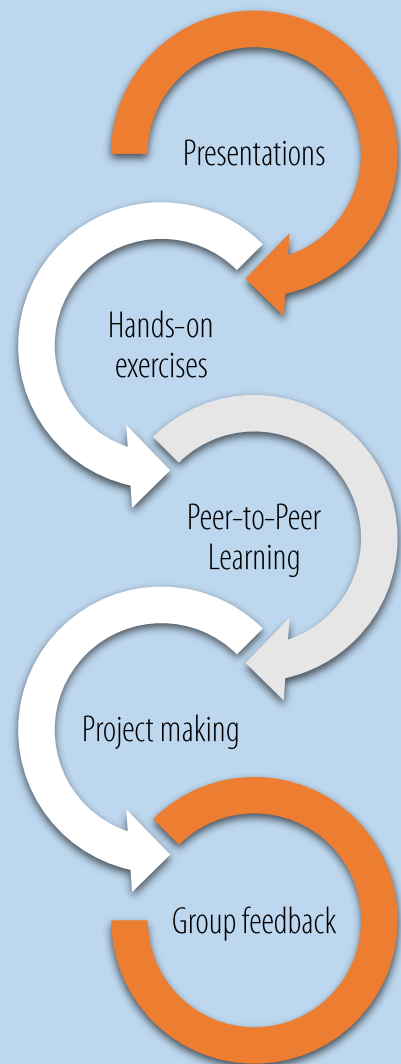 Presentations
Hands-on
exercises
Peer-to-Peer
Learning
Project making
Group feedback